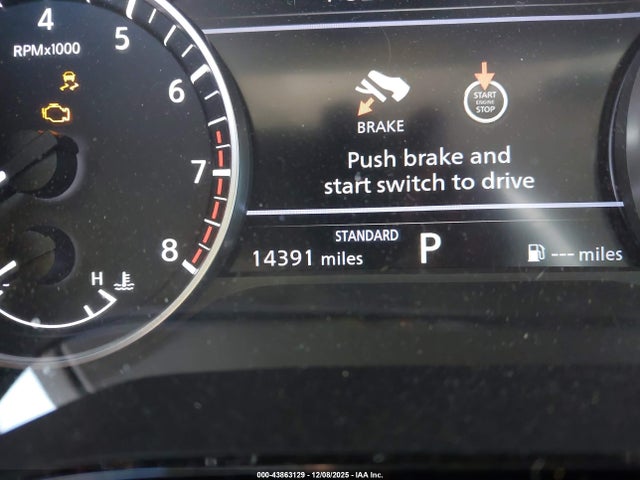 4
5
RPMx1000
6
7
8
H
START
ENGINE
STOP
BRAKE
Push brake and
start switch to drive
STANDARD
14391 miles
P
--- miles
000-43863129 - 12/08/2025 - IAA Inc.